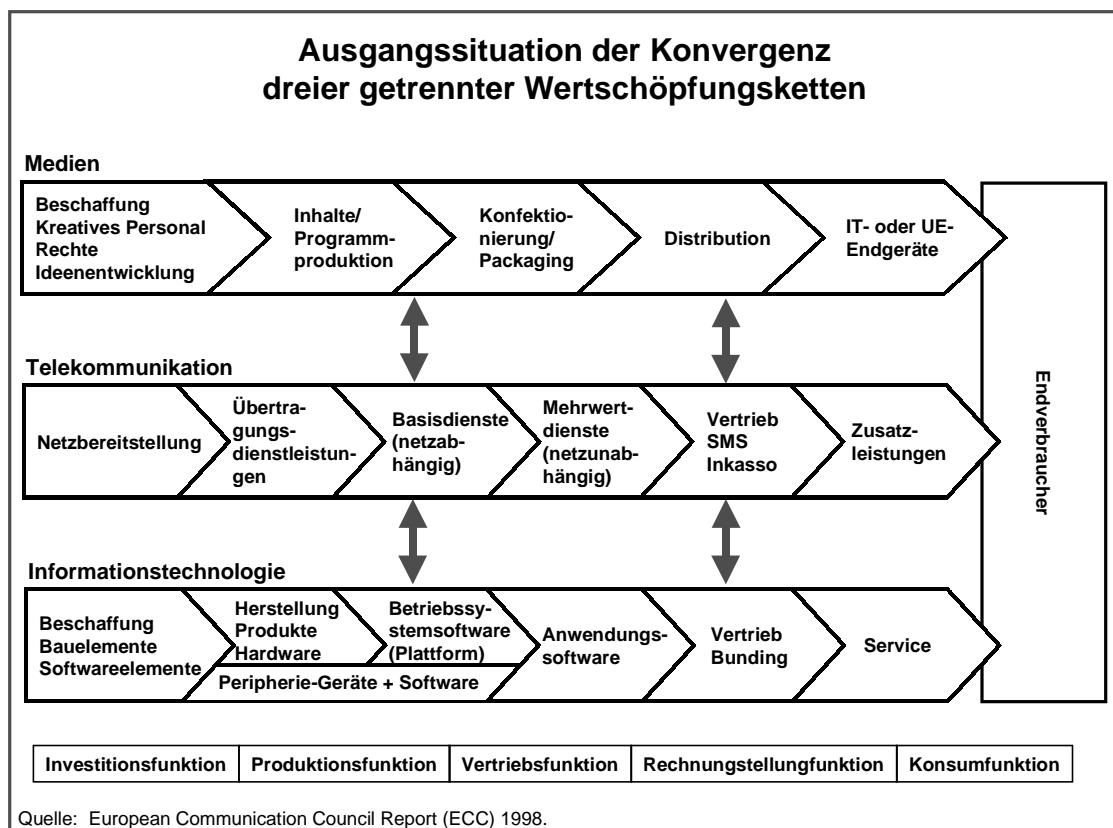 Ausgangssituation der Konvergenz
dreier getrennter Wertschöpfungsketten
Medien
Beschaffung
Kreatives Personal
Rechte
Ideenentwicklung
Inhalte/
Programm-
produktion
Konfektio-
nierung/
Packaging
Distribution
IT- oder UE-
Endgeräte
Telekommunikation
Netzbereitstellung
Übertra-
gungs-
dienstleistun-
gen
Basisdienste
(netzab-
hängig)
Mehrwert-
dienste
(netzunab-
hängig)
Vertrieb
SMS
Inkasso
Zusatz-
leistungen
Informationstechnologie
Beschaffung
Bauelemente
Softwareelemente
Herstellung
Produkte
Hardware
Betriebssy-
stemsoftware
(Plattform)
Peripherie-Geräte + Software
Anwendungs-
software
Vertrieb
Bunding
Service
Endverbraucher
Investitionsfunktion
Produktionsfunktion
Vertriebsfunktion
Rechnungstellungfunktion
Konsumfunktion
Quelle: European Communication Council Report (ECC) 1998.